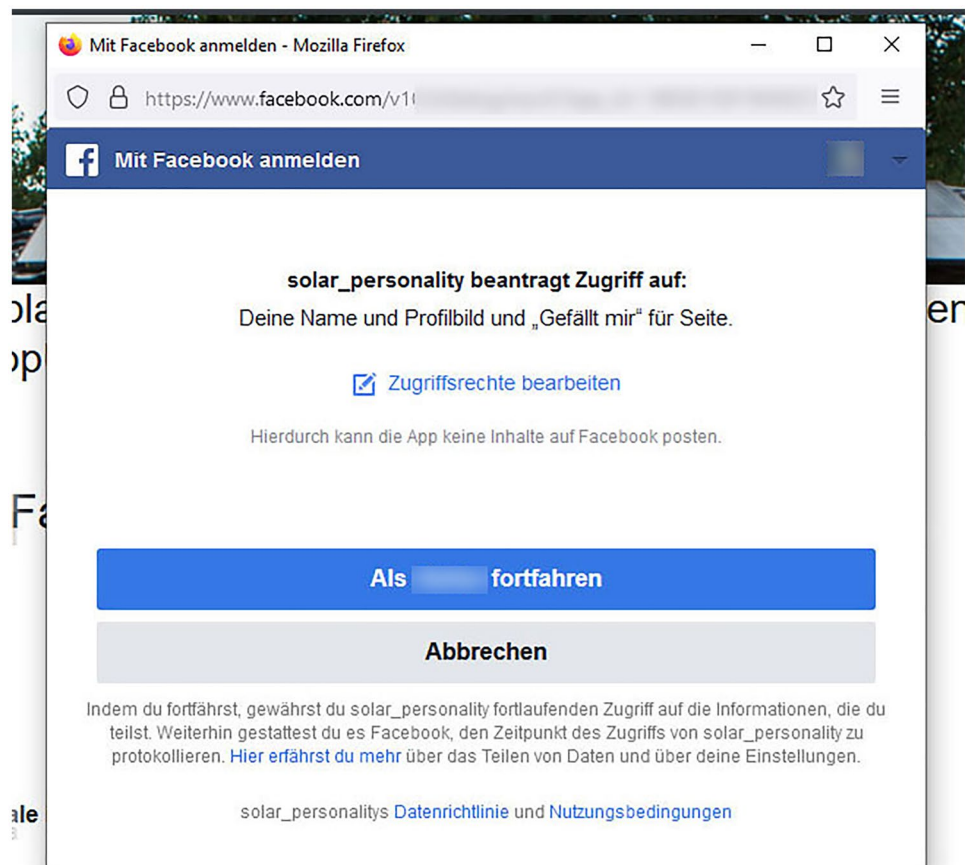 Mit Facebook anmelden - Mozilla Firefox
https://www.facebook.com/v1
Mit Facebook anmelden
solar_personality beantragt Zugriff auf:
Deine Name und Profilbild und „Gefällt mir“ für Seite.
Zugriffsrechte bearbeiten
Hierdurch kann die App keine Inhalte auf Facebook posten.
Als fortfahren
Abbrechen
Indem du fortfährst, gewährst du solar_personality fortlaufenden Zugriff auf die Informationen, die du
teilst. Weiterhin gestattest du es Facebook, den Zeitpunkt des Zugriffs von solar_personality zu
protokollieren. Hier erfährst du mehr über das Teilen von Daten und über deine Einstellungen.
solar_personalitys Datenrichtlinie und Nutzungsbedingungen